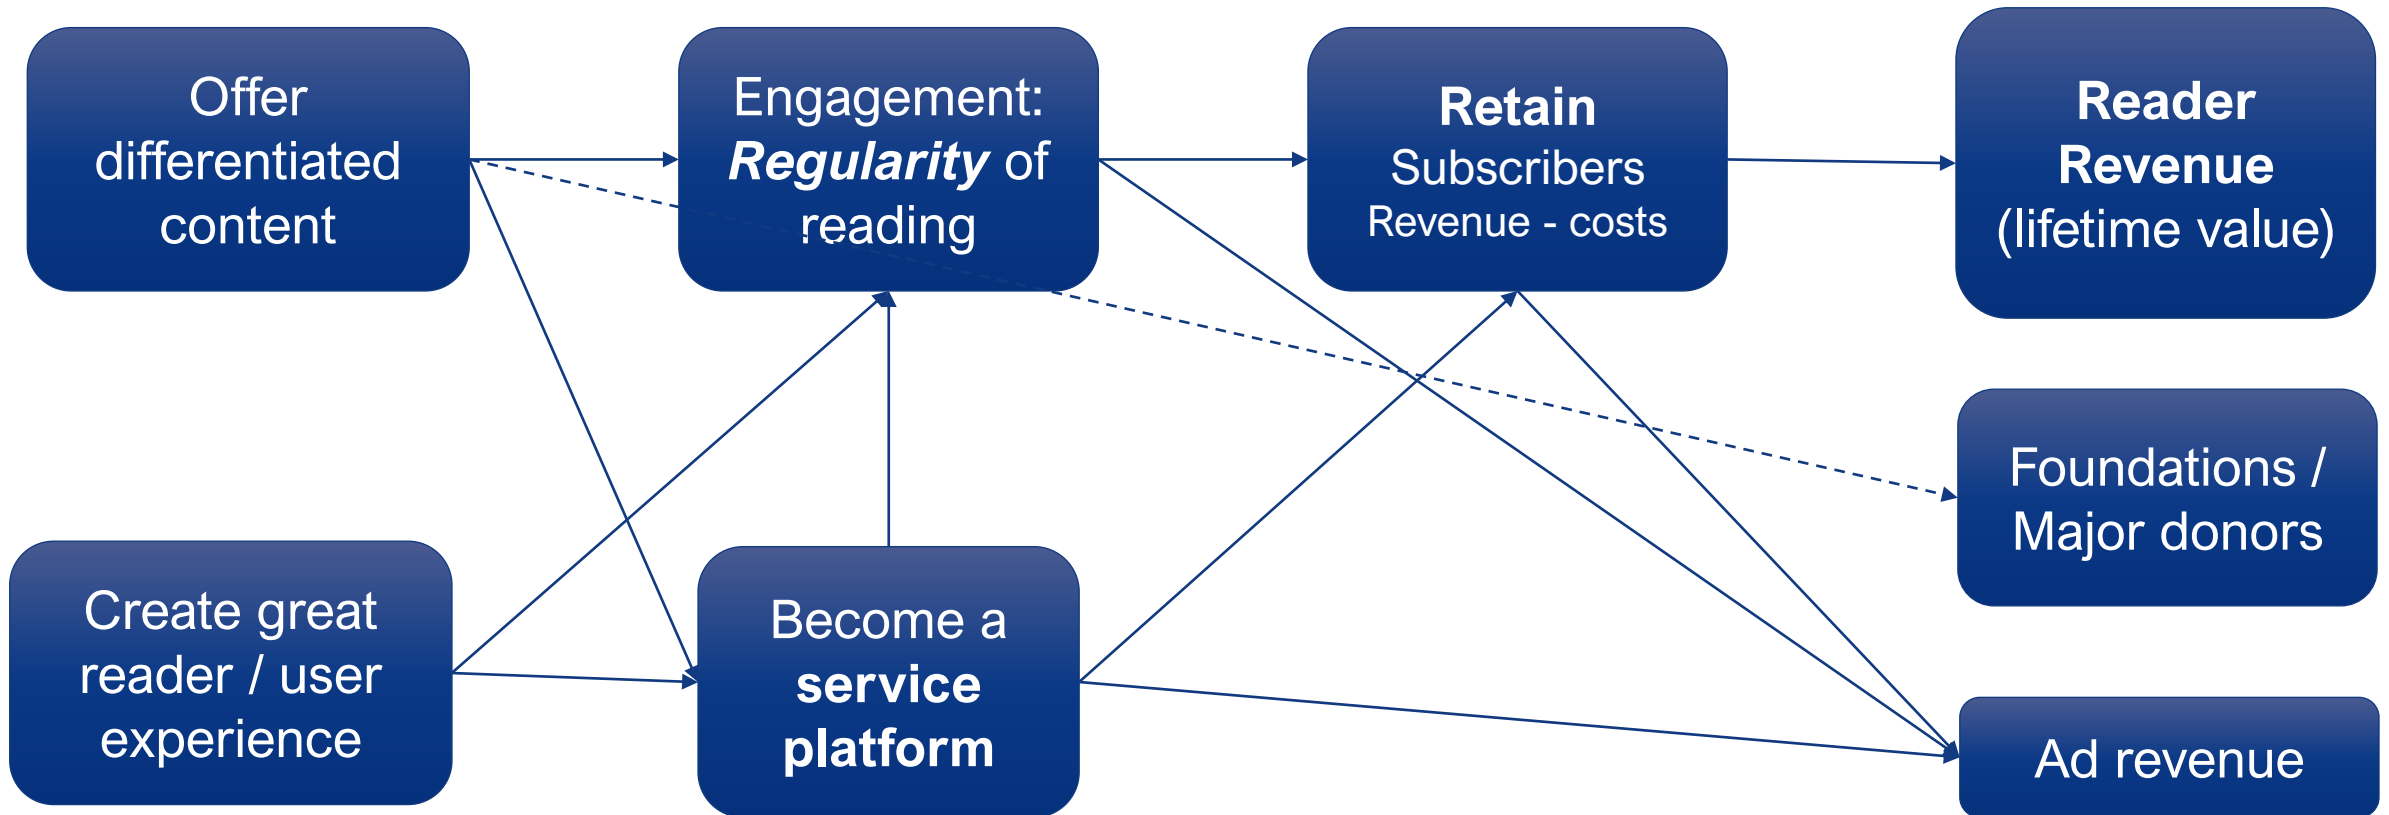 Offer
differentiated
content
Engagement:
Regularity of
reading
Retain
Subscribers
Revenue - costs
Reader
Revenue
(lifetime value)
Foundations /
Major donors
Create great
reader / user
experience
Become a
service
platform
Ad revenue